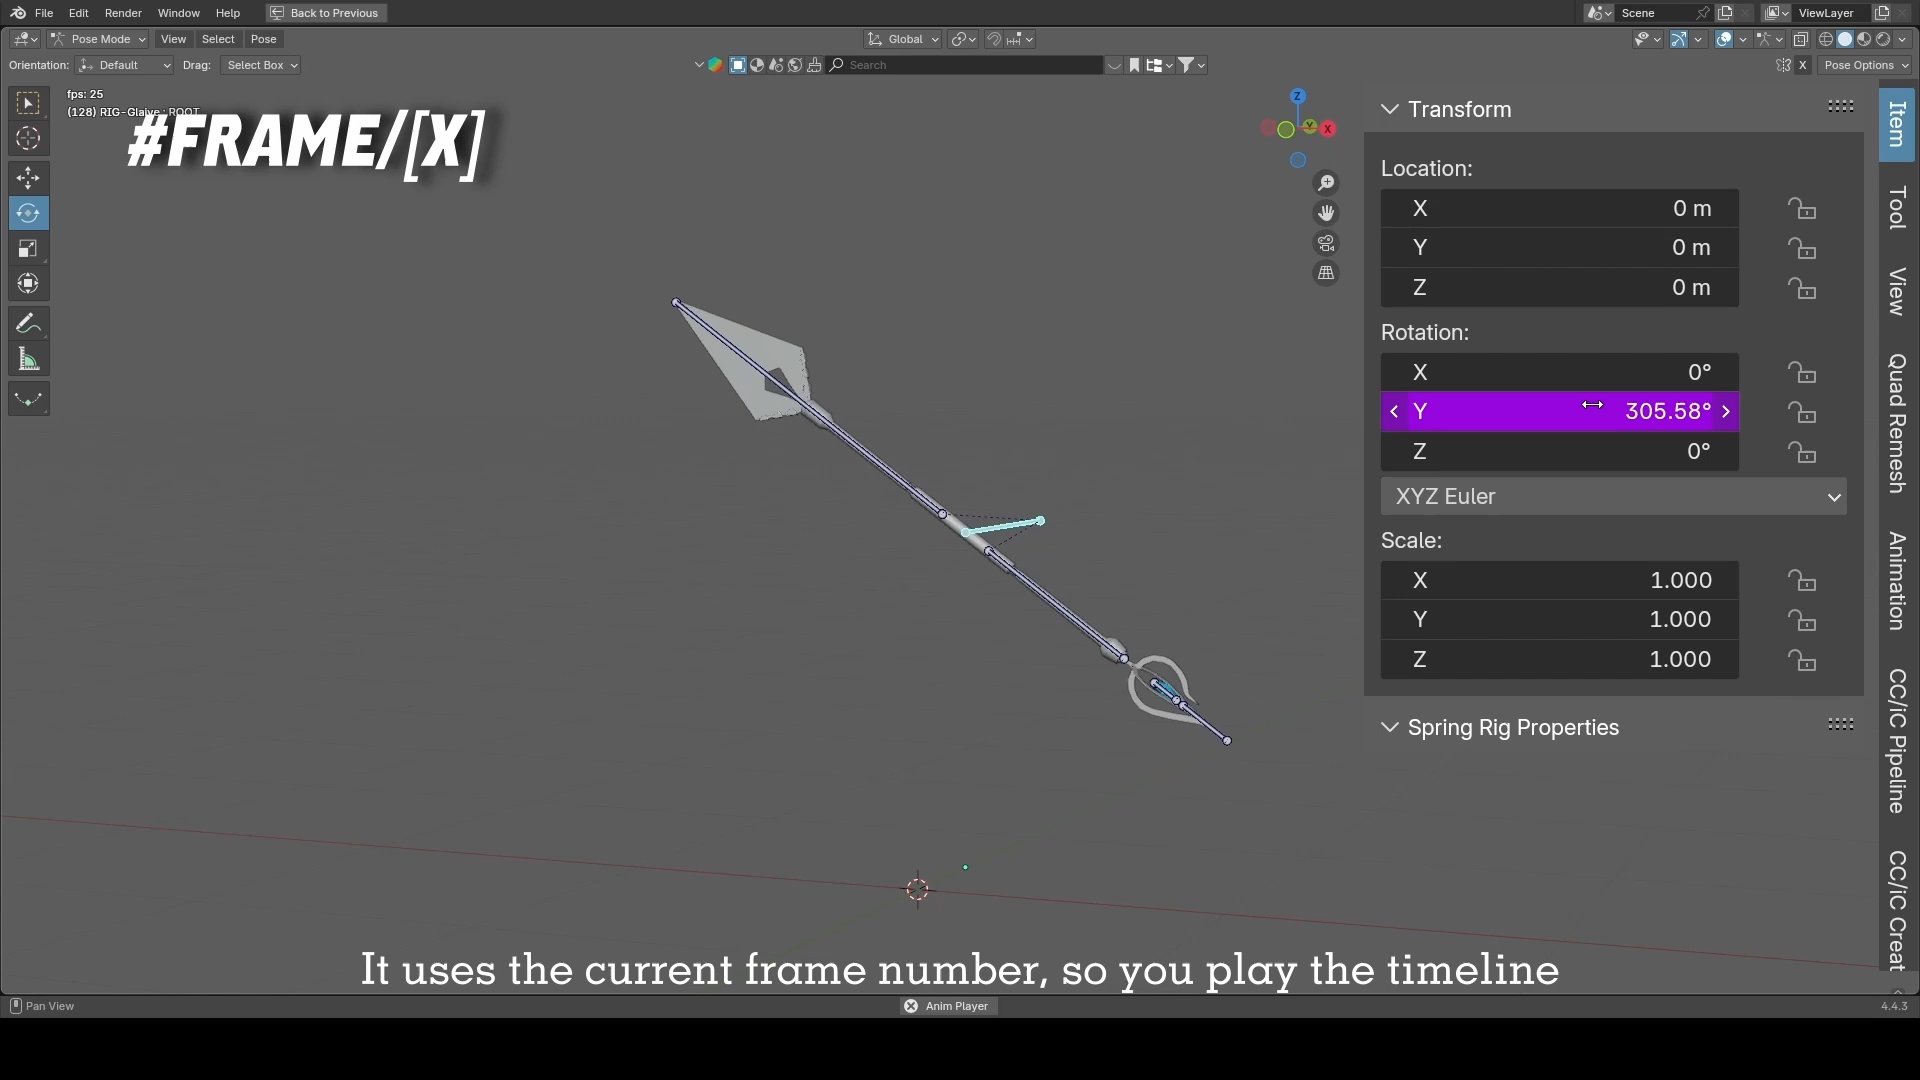 File Edit Render Window Help Back to Previous Scene ViewLayer
Pose Mode View Select Pose Global
Orientation: Default Drag: Select Box Search X Pose Options
fps: 25
(128) RIG-Glaive : ROOT
#FRAME/[X]
Z
Y
X
Transform
Location:
X 0 m
Y 0 m
Z 0 m
Rotation:
X 0°
Y 305.58°
Z 0°
XYZ Euler
Scale:
X 1.000
Y 1.000
Z 1.000
Spring Rig Properties
Item
Tool
View
Quad Remesh
Animation
CC/iC Pipeline
CC/iC Creat
It uses the current frame number, so you play the timeline
Pan View Anim Player 4.4.3